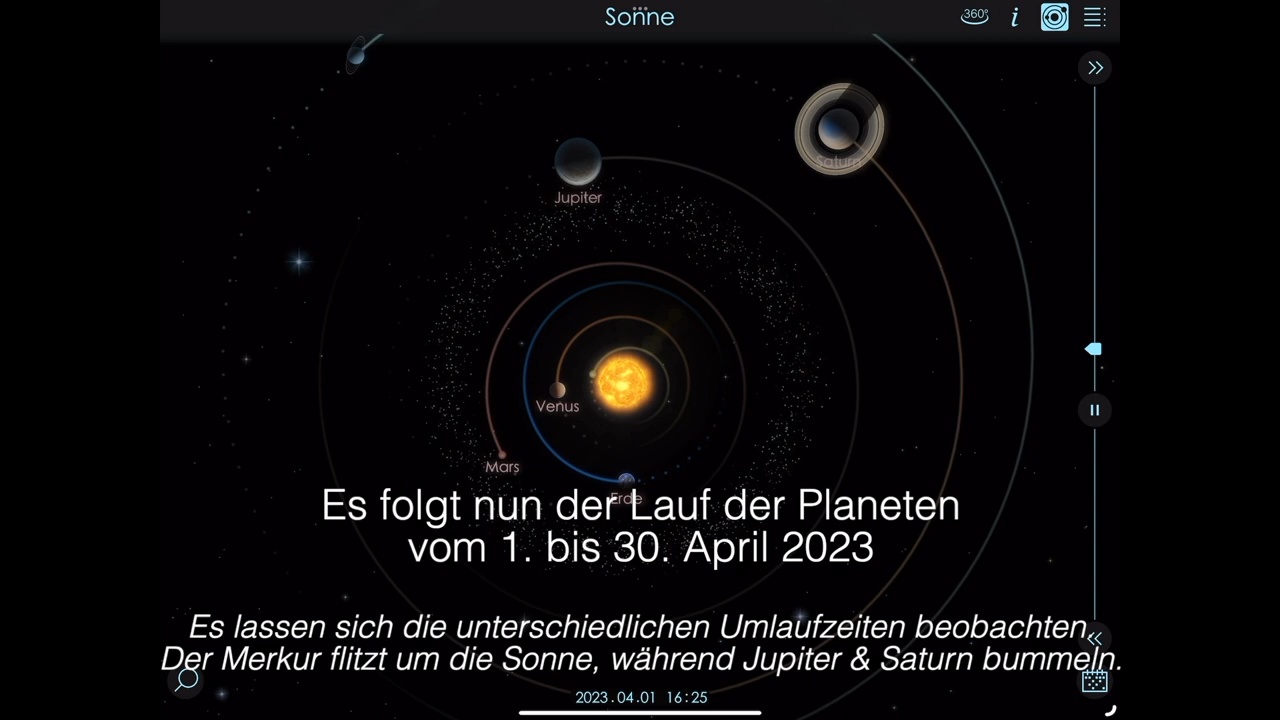 Sonne
360°
i
Saturn
Jupiter
Venus
Mars
Erde
Es folgt nun der Lauf der Planeten
vom 1. bis 30. April 2023
Es lassen sich die unterschiedlichen Umlaufzeiten beobachten.
Der Merkur flitzt um die Sonne, während Jupiter & Saturn bummeln.
2023.04.01 16:25